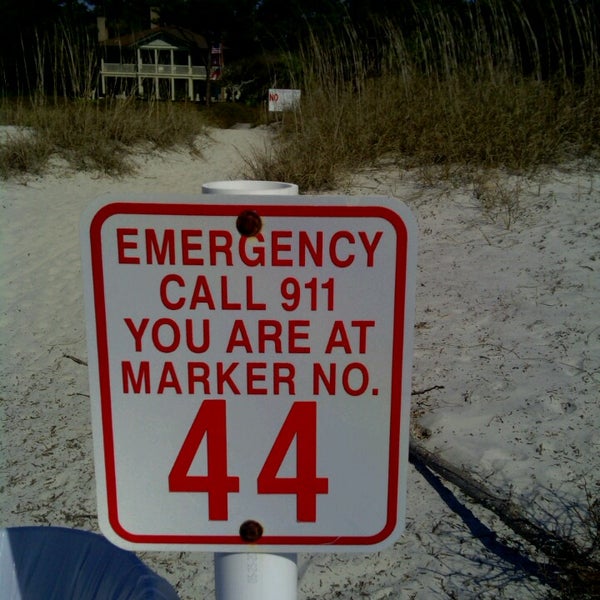 NO
EMERGENCY
CALL 911
YOU ARE AT
MARKER NO.
44